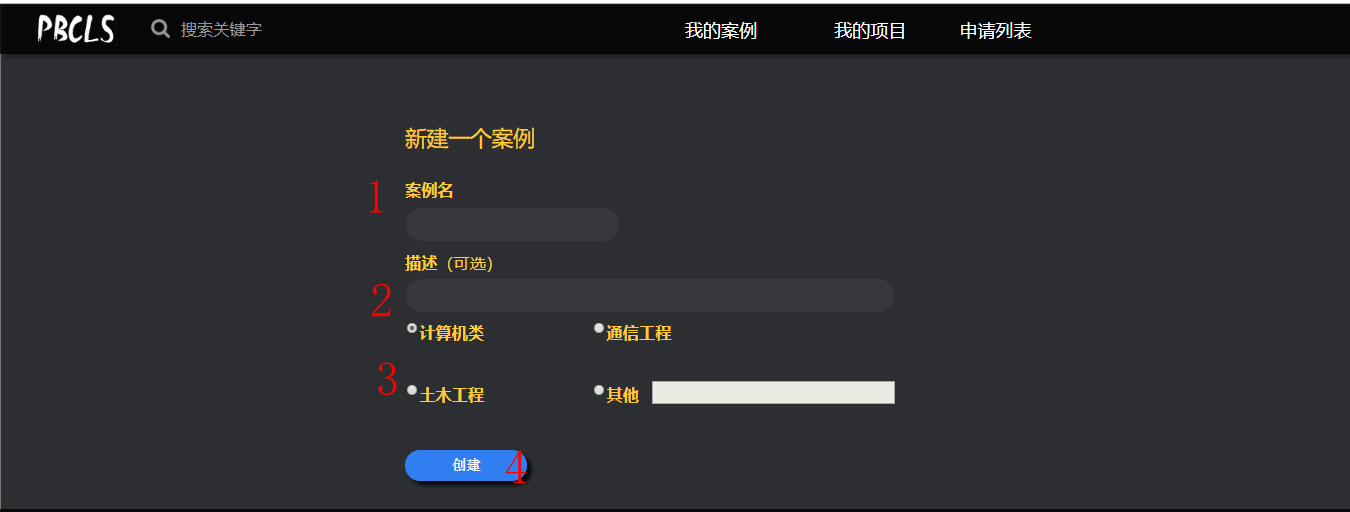 PBCLS 搜索关键字 我的案例 我的项目 申请列表
新建一个案例
1 案例名
描述（可选）
2
计算机类 通信工程
3
土木工程 其他
创建 4